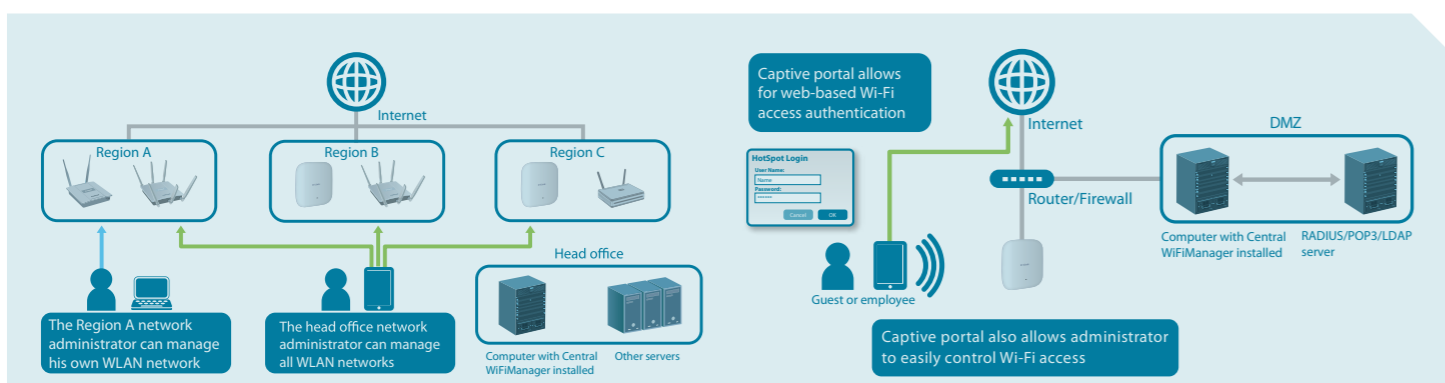 Internet
Region A
Region B
Region C
Head office
The Region A network
administrator can manage
his own WLAN network
The head office network
administrator can manage
all WLAN networks
Computer with Central
WiFiManager installed
Other servers
Captive portal allows
for web-based Wi-Fi
access authentication
HotSpot Login
User Name:
Name
Password:
Cancel
OK
Internet
Router/Firewall
DMZ
Computer with Central
WiFiManager installed
RADIUS/POP3/LDAP
server
Guest or employee
Captive portal also allows administrator
to easily control Wi-Fi access